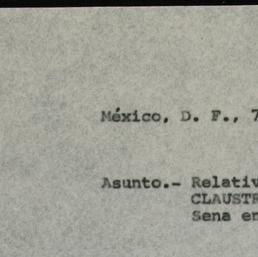 México, D. F., 7
Asunto.- Relativ
CLAUSTR
Sena en